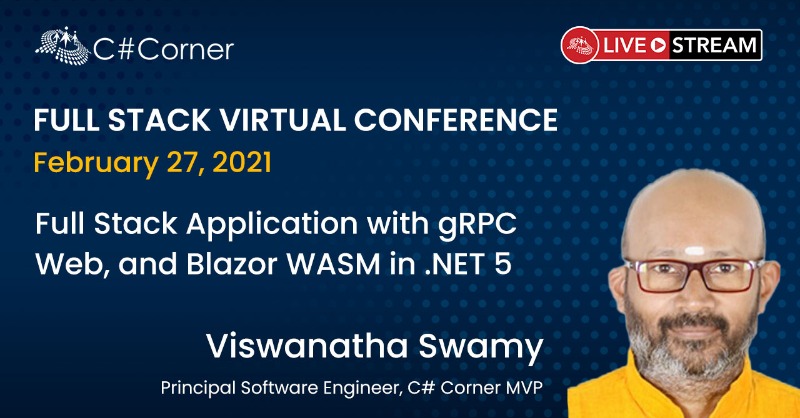 C#Corner
LIVE STREAM
FULL STACK VIRTUAL CONFERENCE
February 27, 2021
Full Stack Application with gRPC
Web, and Blazor WASM in .NET 5
Viswanatha Swamy
Principal Software Engineer, C# Corner MVP